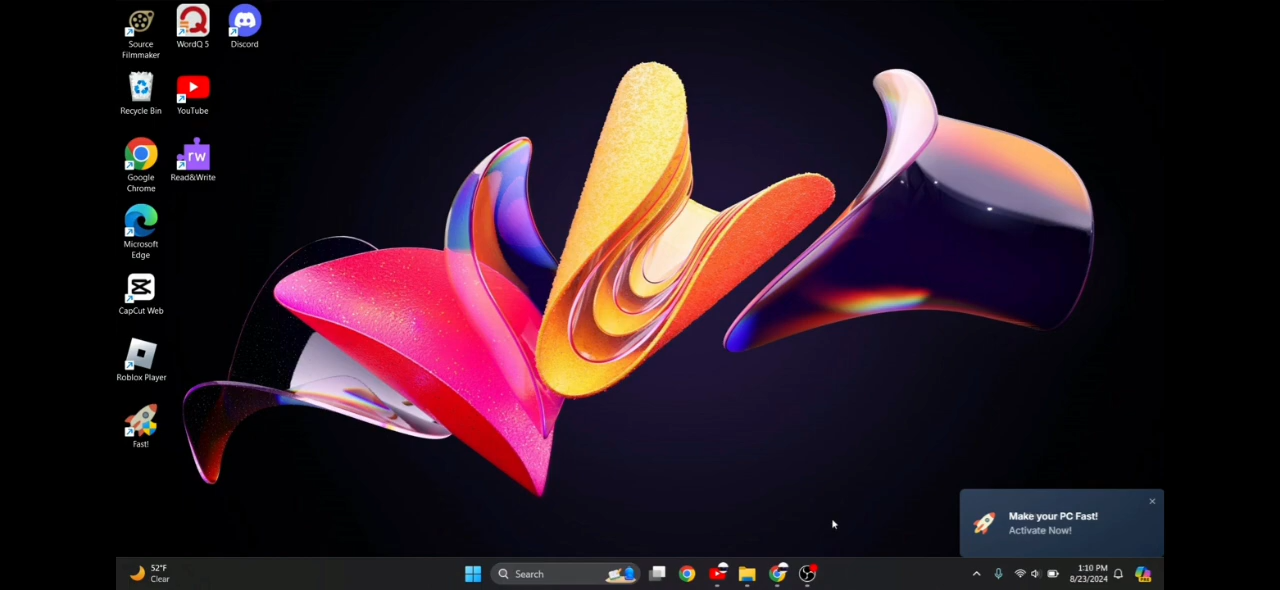 Source
Filmmaker
WordQ 5
Discord
Recycle Bin
YouTube
Google
Chrome
rw
Read&Write
Microsoft
Edge
CapCut Web
Roblox Player
Fast!
Make your PC Fast!
Activate Now!
52°F
Clear
Search
1:10 PM
8/23/2024